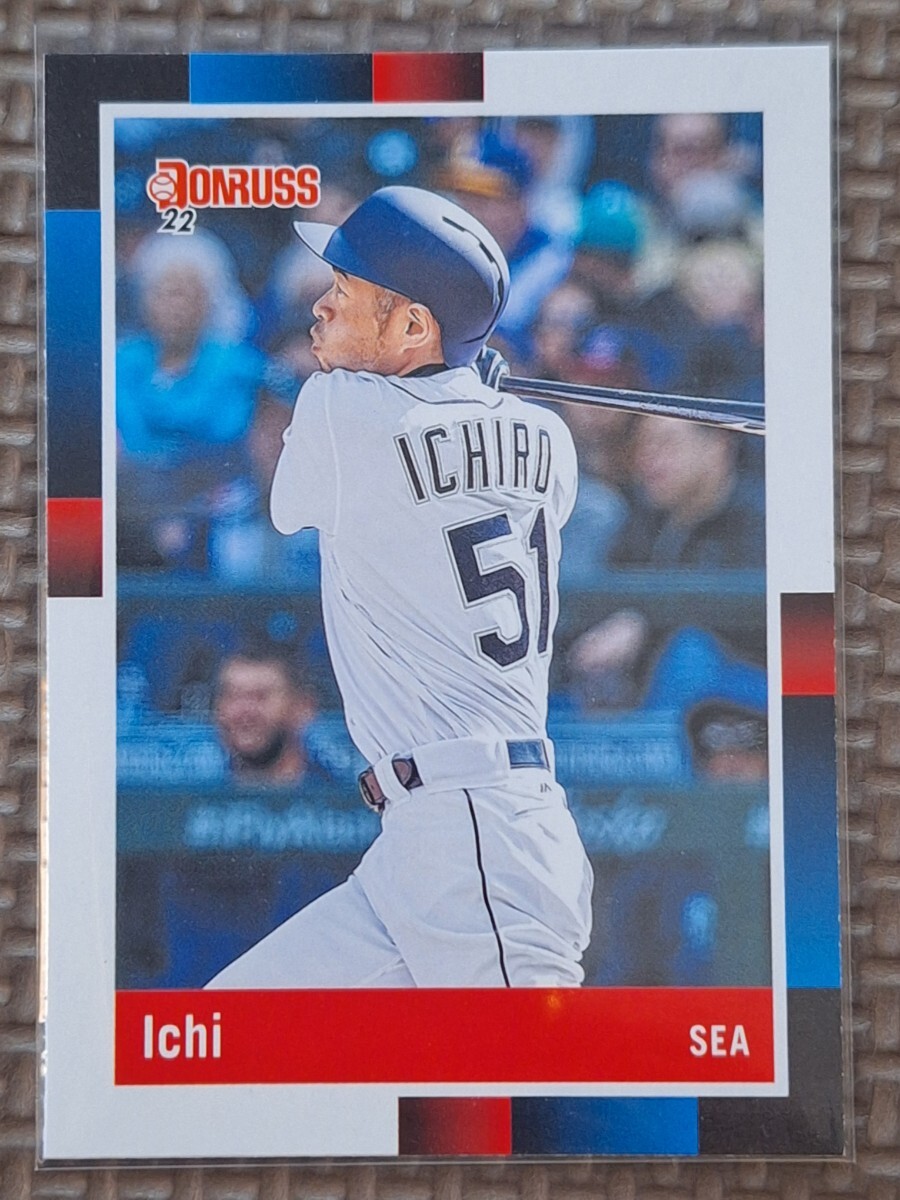 DONRUSS
22
ICHIRO
51
Ichi
SEA